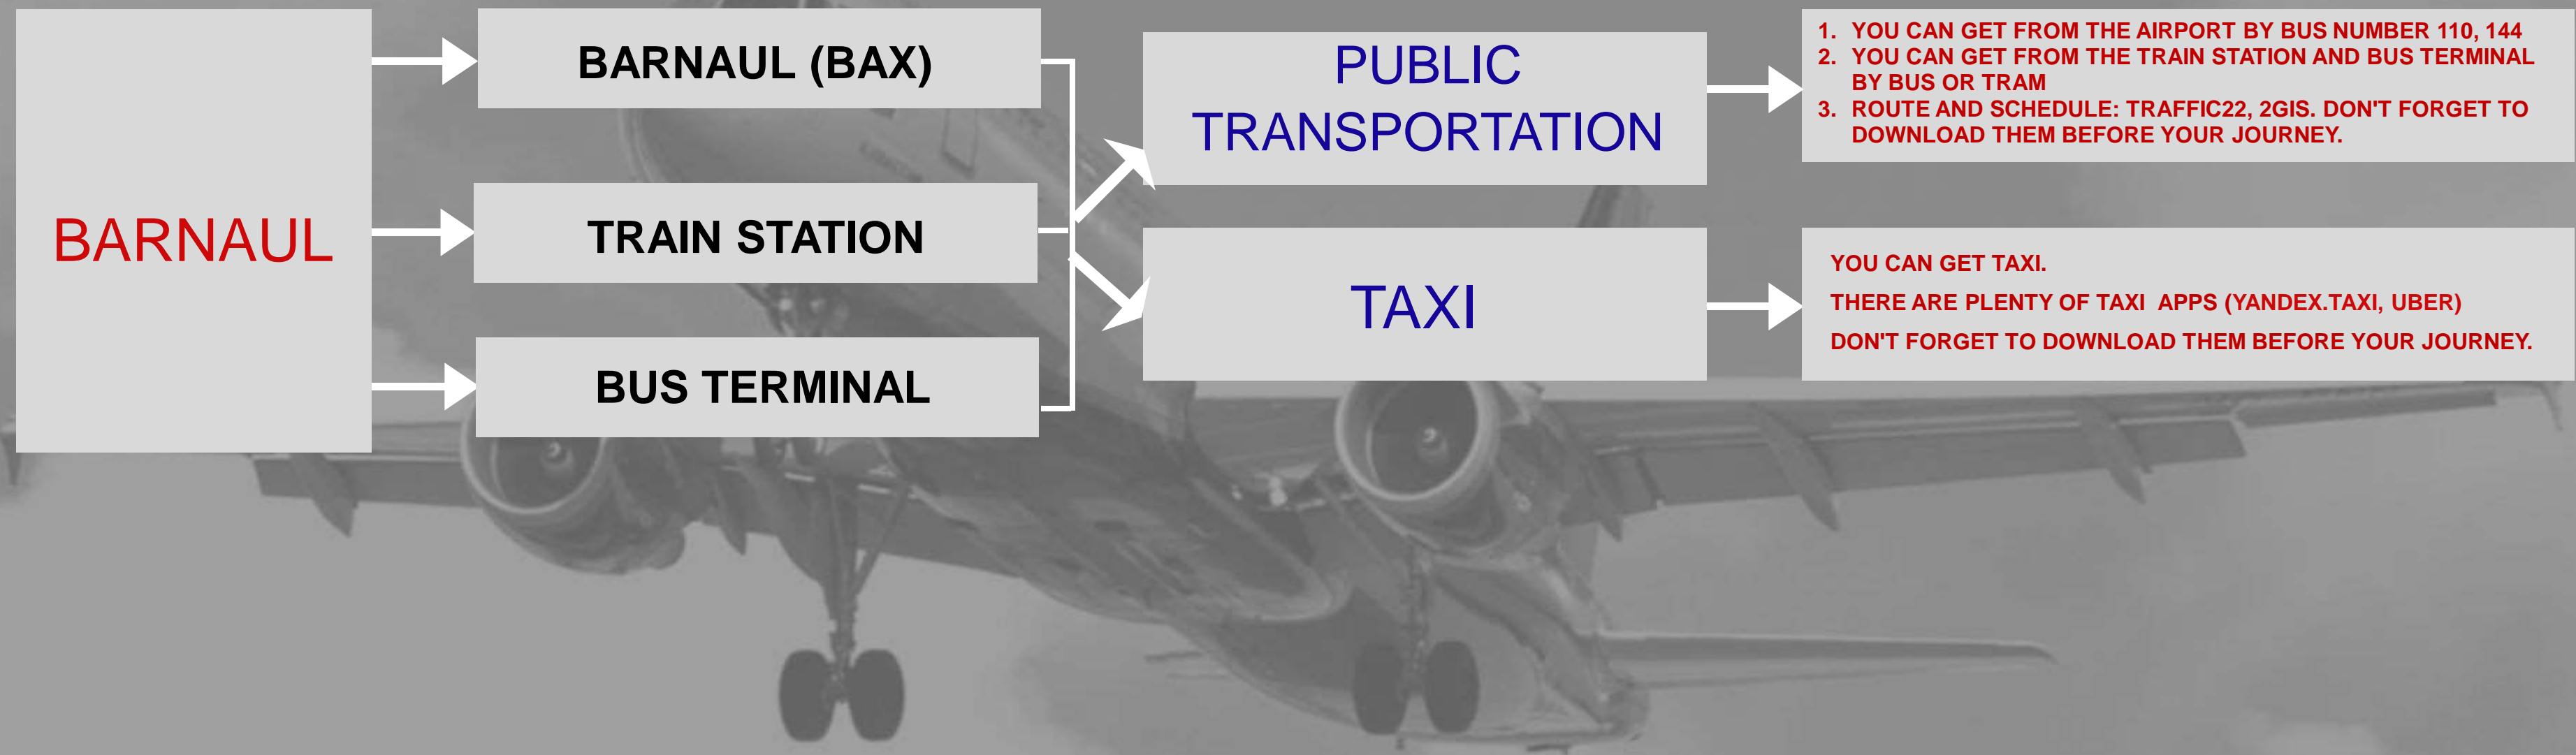 BARNAUL
BARNAUL (BAX)
TRAIN STATION
BUS TERMINAL
PUBLIC
TRANSPORTATION
TAXI
1. YOU CAN GET FROM THE AIRPORT BY BUS NUMBER 110, 144
2. YOU CAN GET FROM THE TRAIN STATION AND BUS TERMINAL
BY BUS OR TRAM
3. ROUTE AND SCHEDULE: TRAFFIC22, 2GIS. DON'T FORGET TO
DOWNLOAD THEM BEFORE YOUR JOURNEY.
YOU CAN GET TAXI.
THERE ARE PLENTY OF TAXI APPS (YANDEX.TAXI, UBER)
DON'T FORGET TO DOWNLOAD THEM BEFORE YOUR JOURNEY.